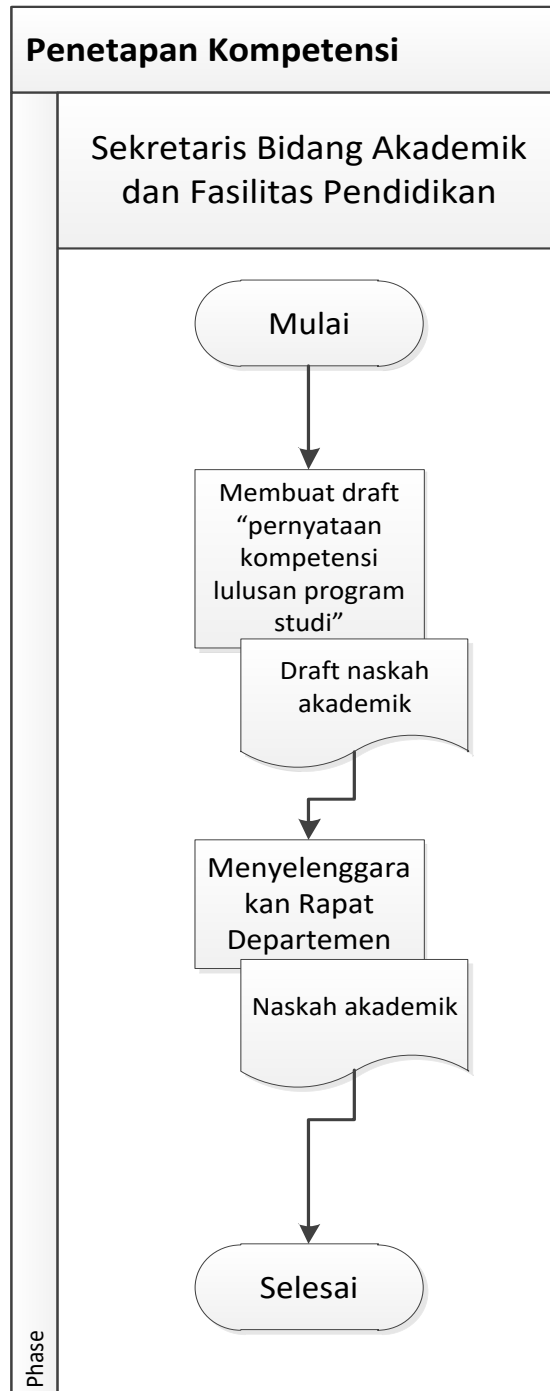 Penetapan Kompetensi
Sekretaris Bidang Akademik
dan Fasilitas Pendidikan
Mulai
Membuat draft
“pernyataan
kompetensi
lulusan program
studi”
Draft naskah
akademik
Menyelenggara
kan Rapat
Departemen
Naskah akademik
Selesai
Phase